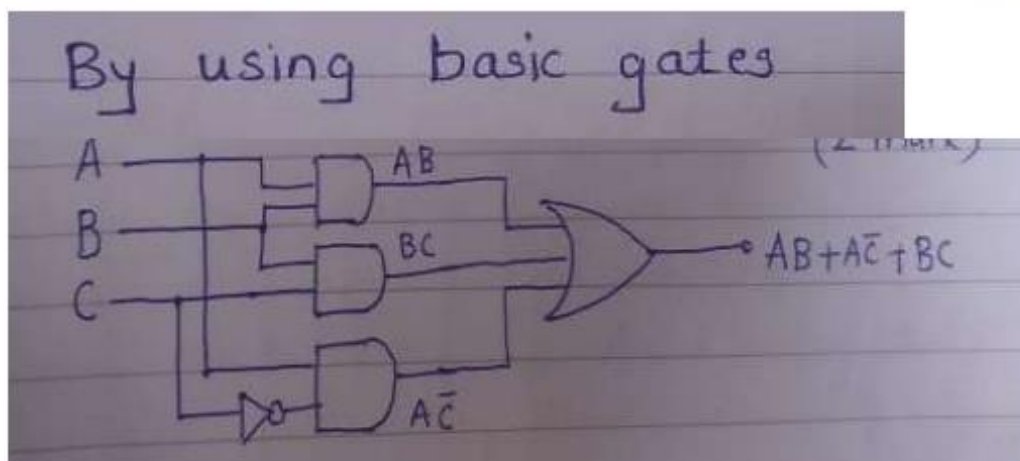 By using basic gates
A
AB
B
BC
AB+AC̅+BC
C
AC̅